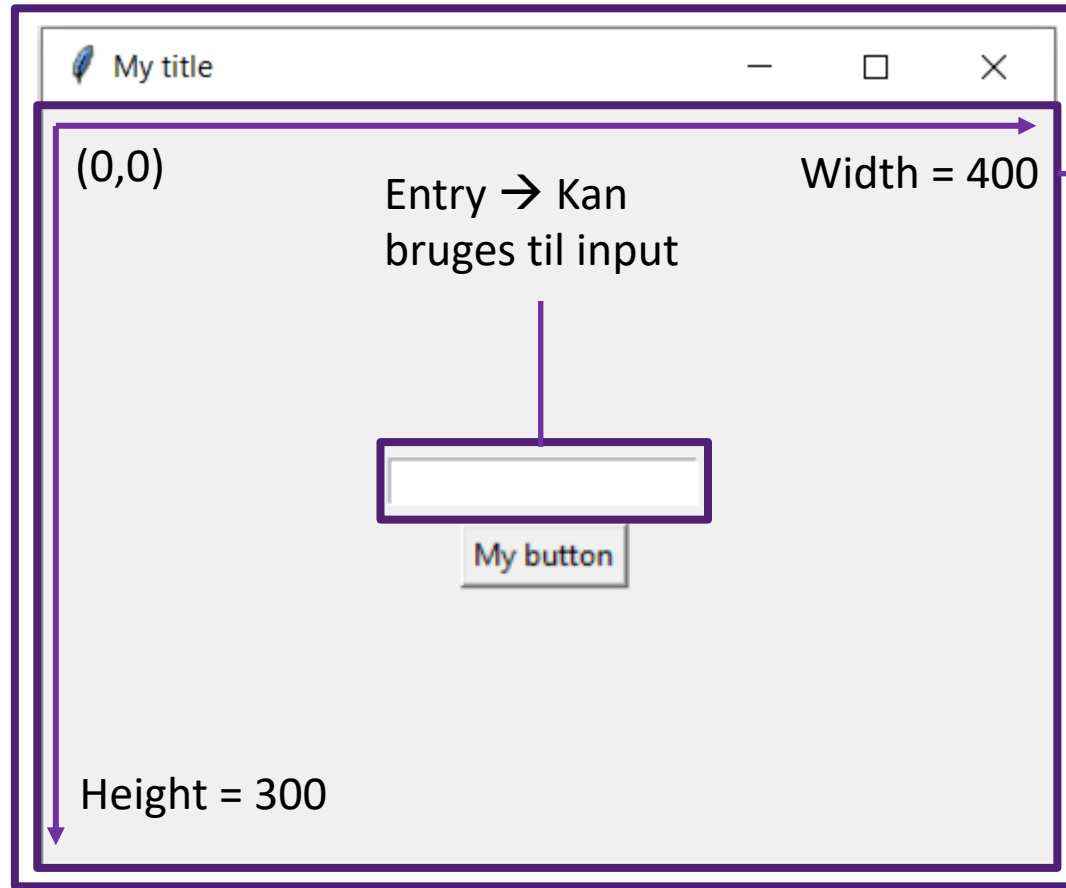 My title
(0,0)
Width = 400
Entry → Kan
bruges til input
My button
Height = 300